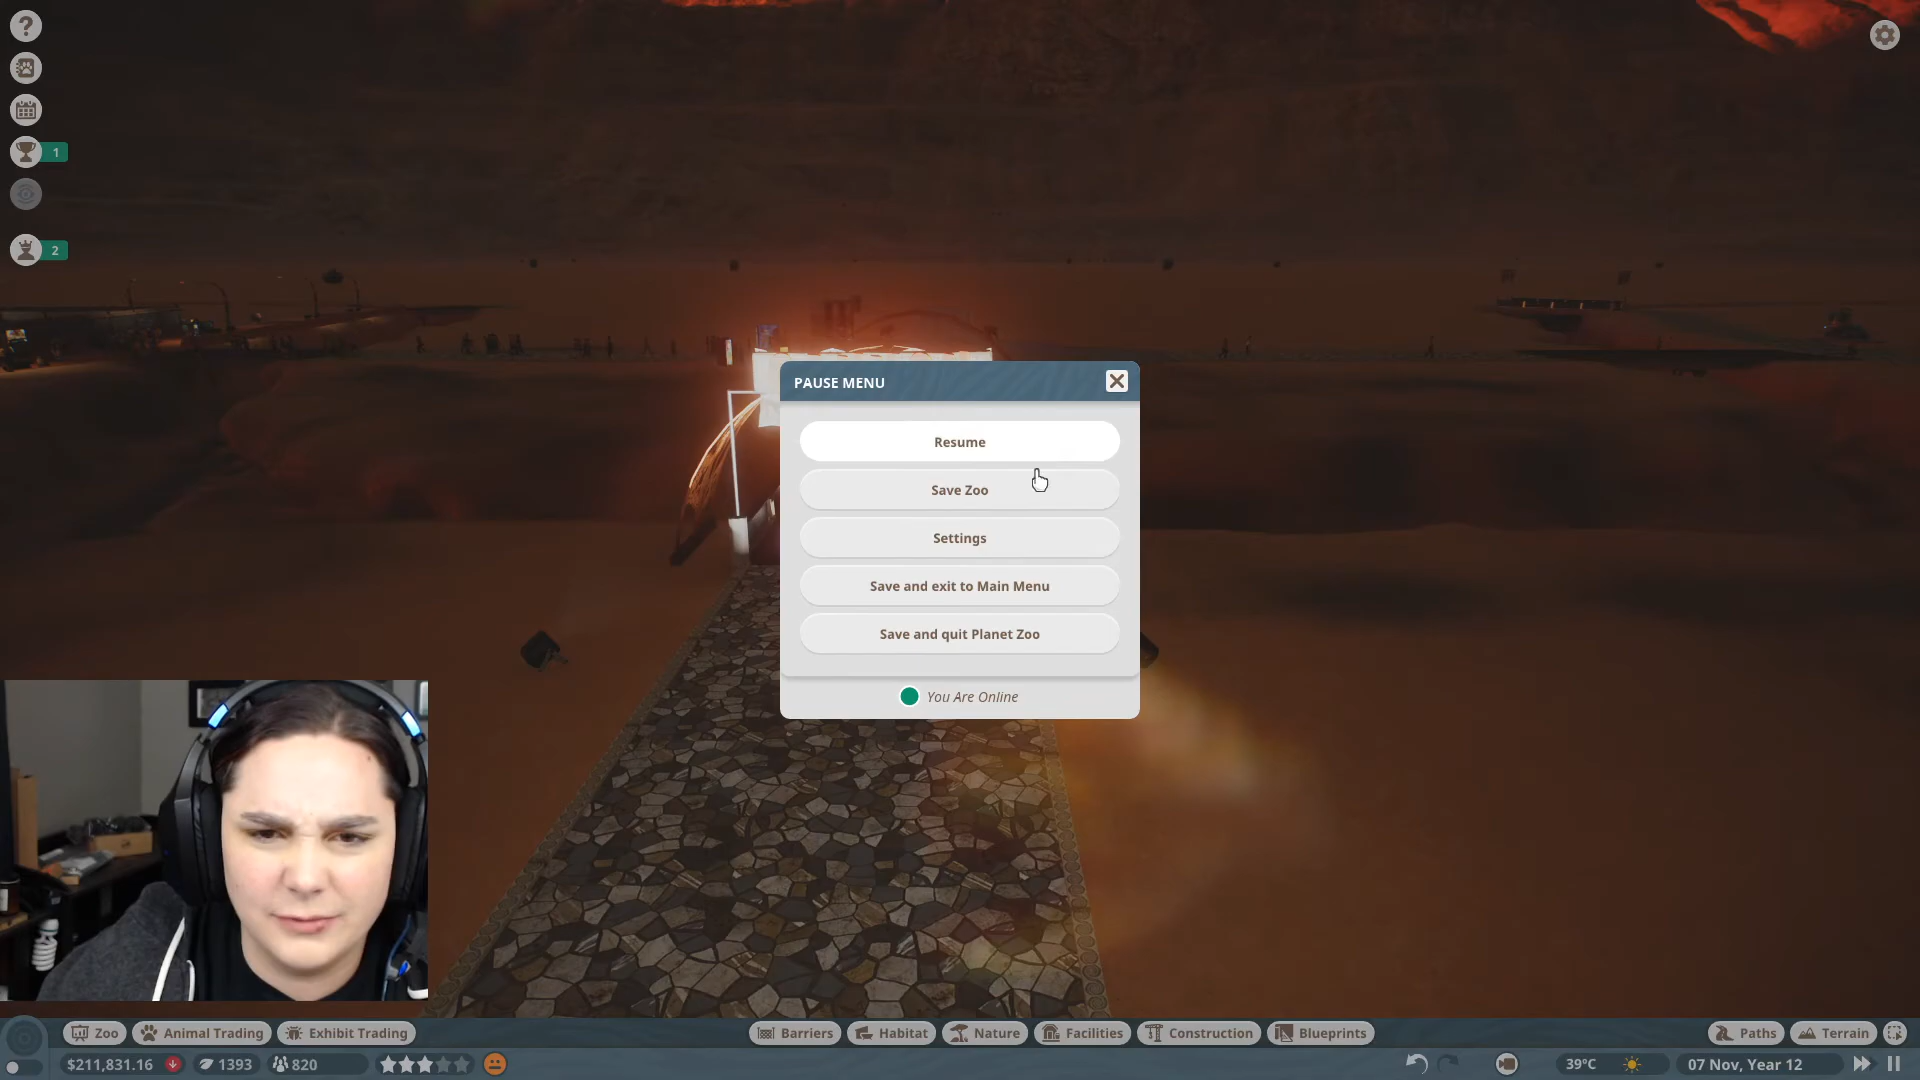 ?
1
2
PAUSE MENU
Resume
Save Zoo
Settings
Save and exit to Main Menu
Save and quit Planet Zoo
You Are Online
Zoo
Animal Trading
Exhibit Trading
Barriers
Habitat
Nature
Facilities
Construction
Blueprints
Paths
Terrain
$211,831.16
1393
820
39°C
07 Nov, Year 12